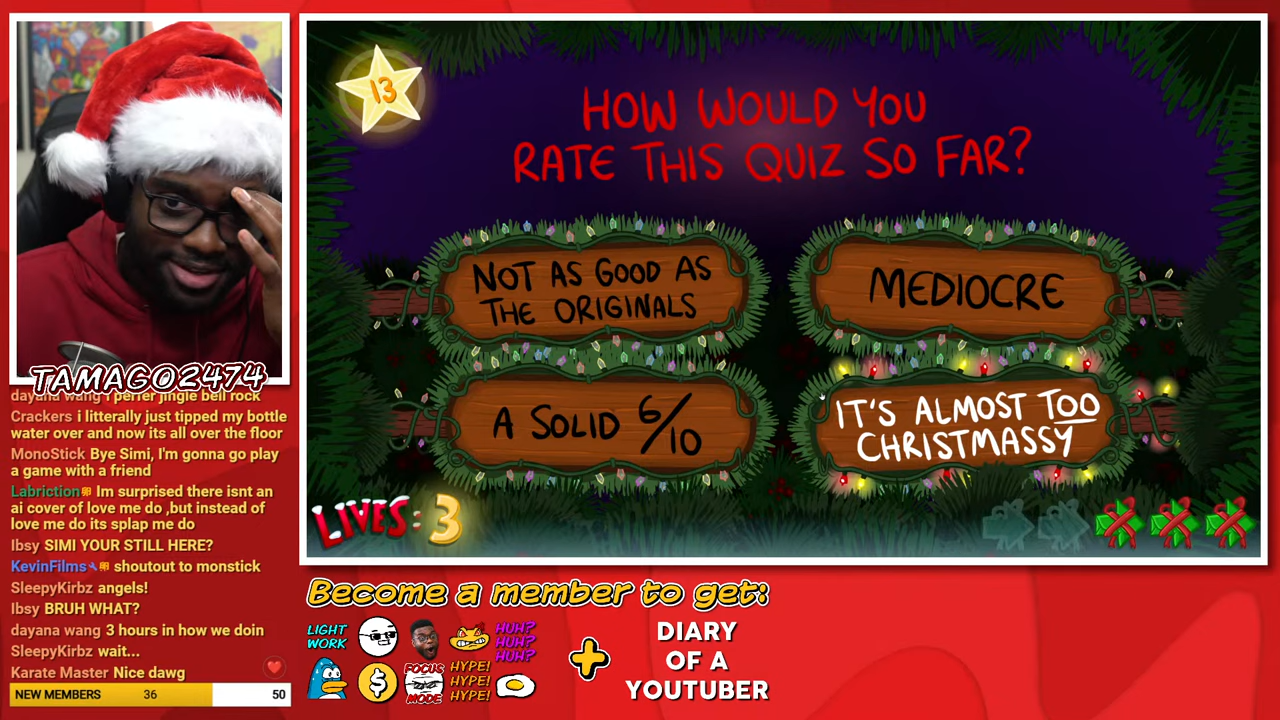 13
HOW WOULD YOU
RATE THIS QUIZ SO FAR?
NOT AS GOOD AS
THE ORIGINALS
MEDIOCRE
A SOLID 6/10
IT'S ALMOST TOO
CHRISTMASSY
LIVES: 3
TAMAGO2474
dayana wang i perfer jingle bell rock
Crackers i litterally just tipped my bottle
water over and now its all over the floor
MonoStick Bye Simi, I'm gonna go play
a game with a friend
Labriction Im surprised there isnt an
ai cover of love me do ,but instead of
love me do its splap me do
Ibsy SIMI YOUR STILL HERE?
KevinFilms shoutout to monstick
SleepyKirbz angels!
Ibsy BRUH WHAT?
dayana wang 3 hours in how we doin
SleepyKirbz wait...
Karate Master Nice dawg
NEW MEMBERS 36 50
Become a member to get:
LIGHT
WORK
HUH?
HUH?
HUH?
$
FOCUS
MODE
HYPE!
HYPE!
HYPE!
+
DIARY
OF A
YOUTUBER